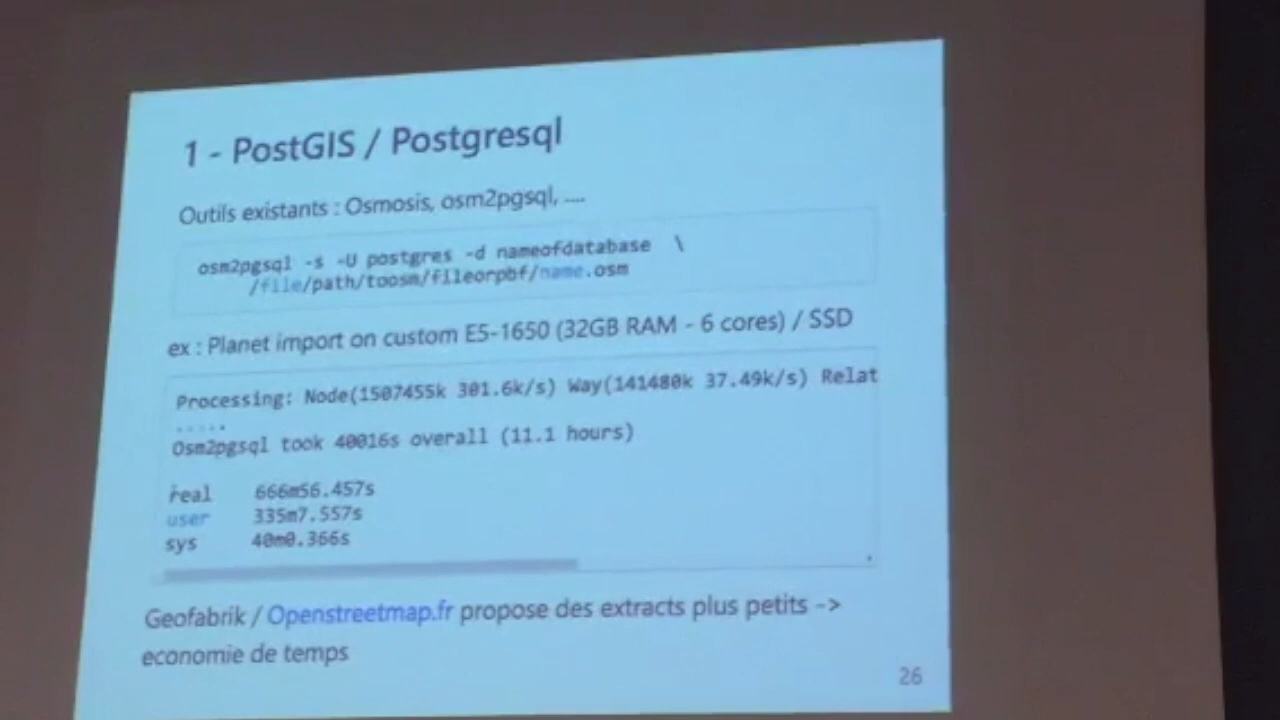 1 - PostGIS / Postgresql
Outils existants : Osmosis, osm2pgsql, ....
osm2pgsql -s -U postgres -d nameofdatabase \
/file/path/toosm/fileorpbf/name.osm
ex : Planet import on custom E5-1650 (32GB RAM - 6 cores) / SSD
Processing: Node(1507455k 301.6k/s) Way(141480k 37.49k/s) Relat
.....
Osm2pgsql took 40016s overall (11.1 hours)
real 666m56.457s
user 335m7.557s
sys 40m0.366s
Geofabrik / Openstreetmap.fr propose des extracts plus petits ->
economie de temps
26